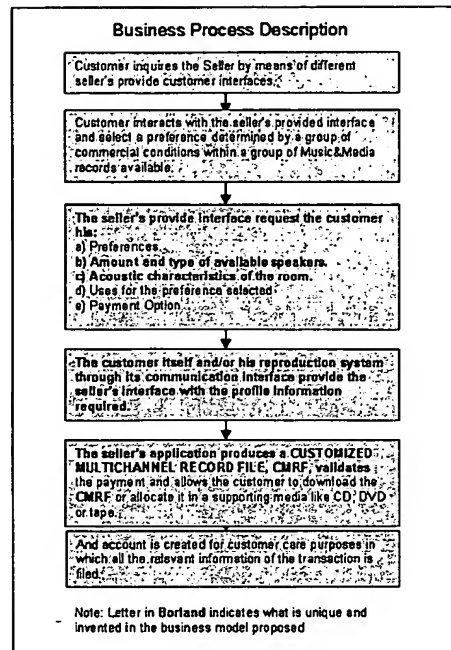 Business Process Description
Customer inquires the Seller by means of different
seller's provide customer interfaces.
Customer interacts with the seller's provided interface
and select a preference determined by a group of
commercial conditions within a group of Music&Media
records available.
The seller's provide interface request the customer
his:
a) Preferences
b) Amount and type of available speakers.
c) Acoustic characteristics of the room.
d) Uses for the preference selected
e) Payment Option
The customer itself and/or his reproduction system
through its communication interface provide the
seller's interface with the profile information
required.
The seller's application produces a CUSTOMIZED
MULTICHANNEL RECORD FILE, CMRF, validates
the payment and allows the customer to download the
CMRF or allocate it in a supporting media like CD, DVD
or tape.
And account is created for customer care purposes in
which all the relevant information of the transaction is
filed.
Note: Letter in Borland indicates what is unique and
invented in the business model proposed